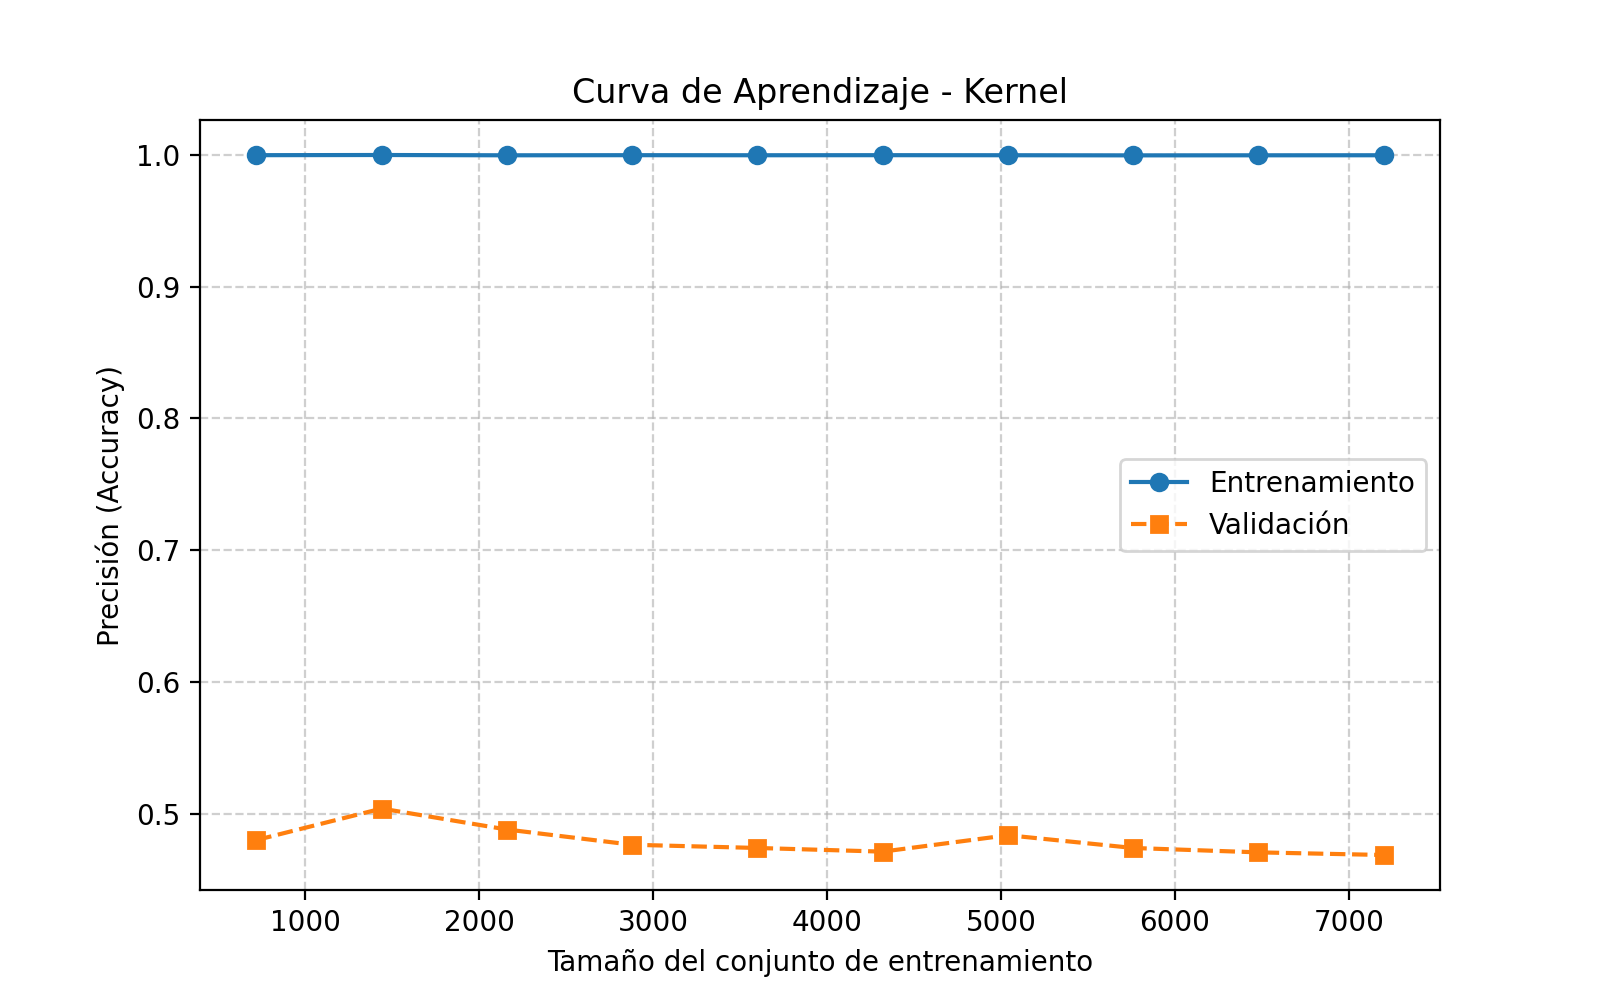 Curva de Aprendizaje - Kernel
1.0
0.9
0.8
0.7
0.6
0.5
Precisión (Accuracy)
Entrenamiento
Validación
1000 2000 3000 4000 5000 6000 7000
Tamaño del conjunto de entrenamiento